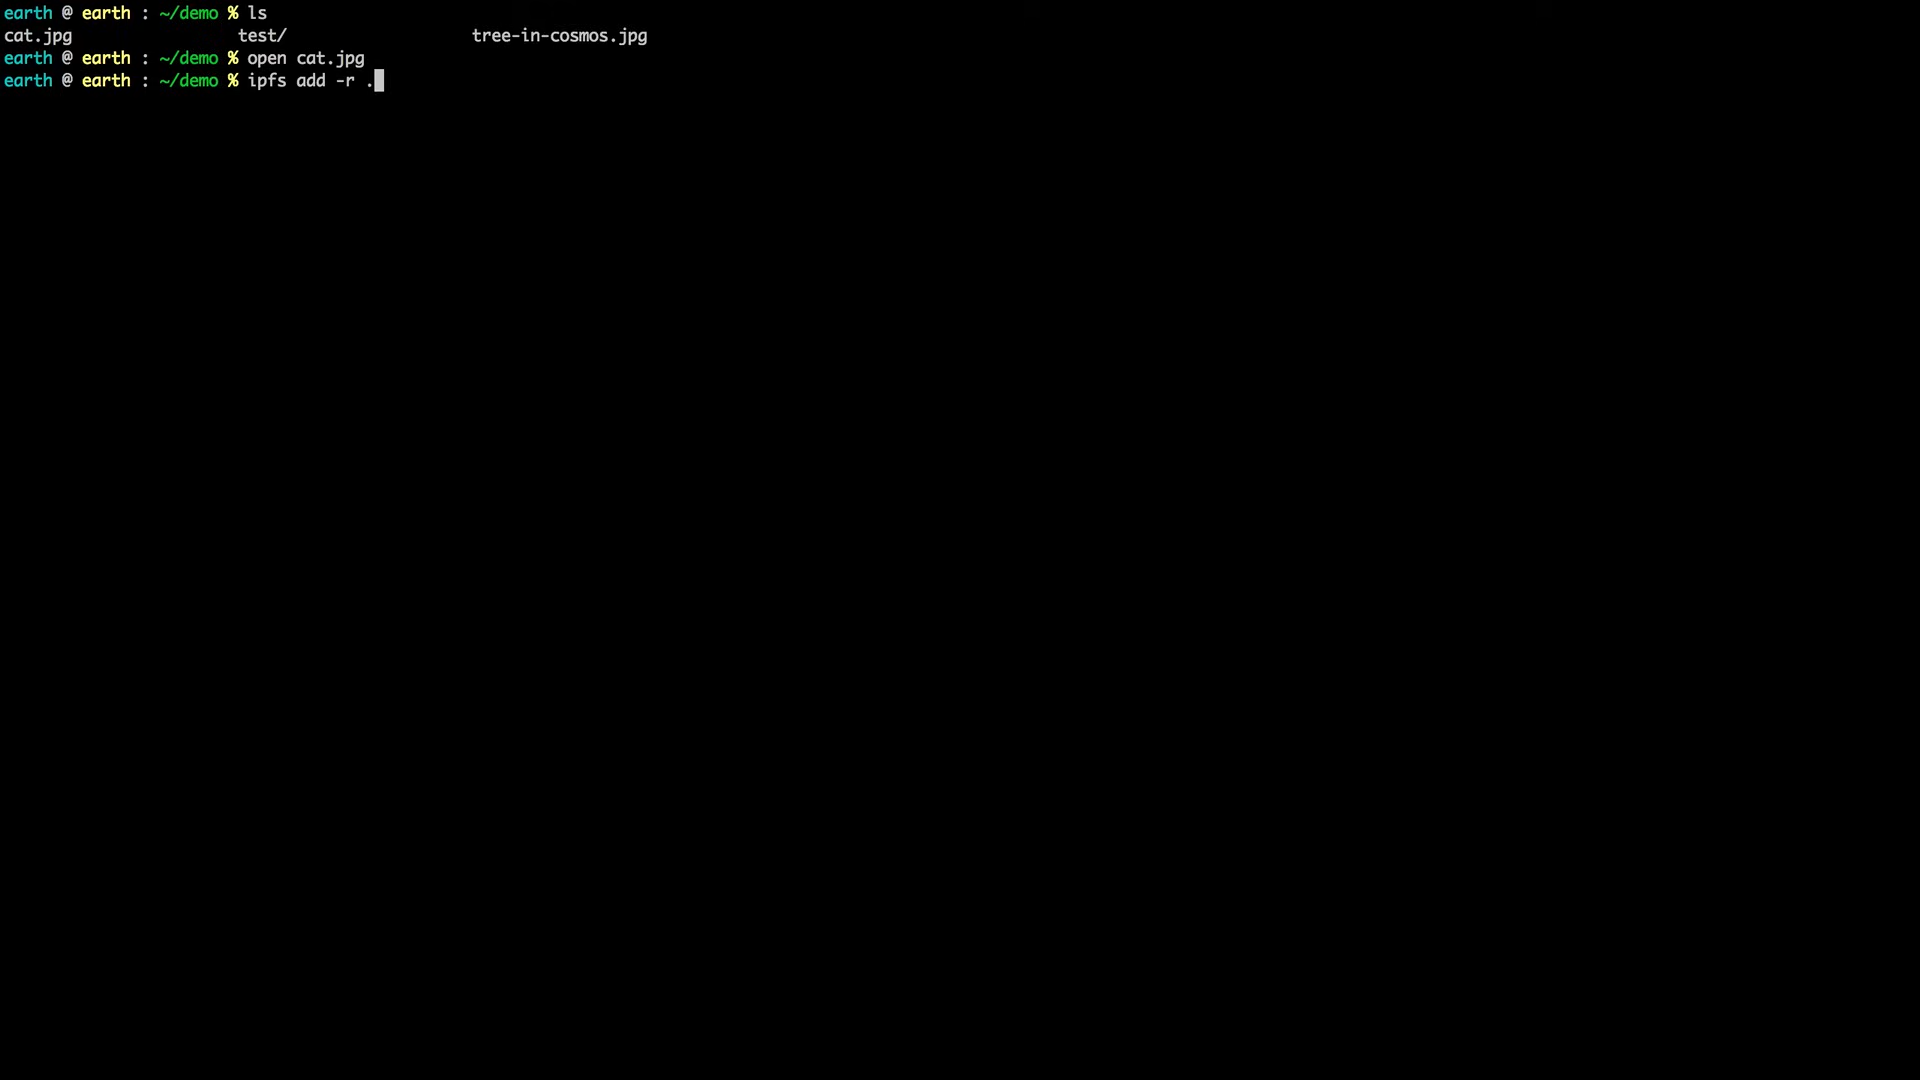 earth @ earth : ~/demo % ls
cat.jpg test/ tree-in-cosmos.jpg
earth @ earth : ~/demo % open cat.jpg
earth @ earth : ~/demo % ipfs add -r .